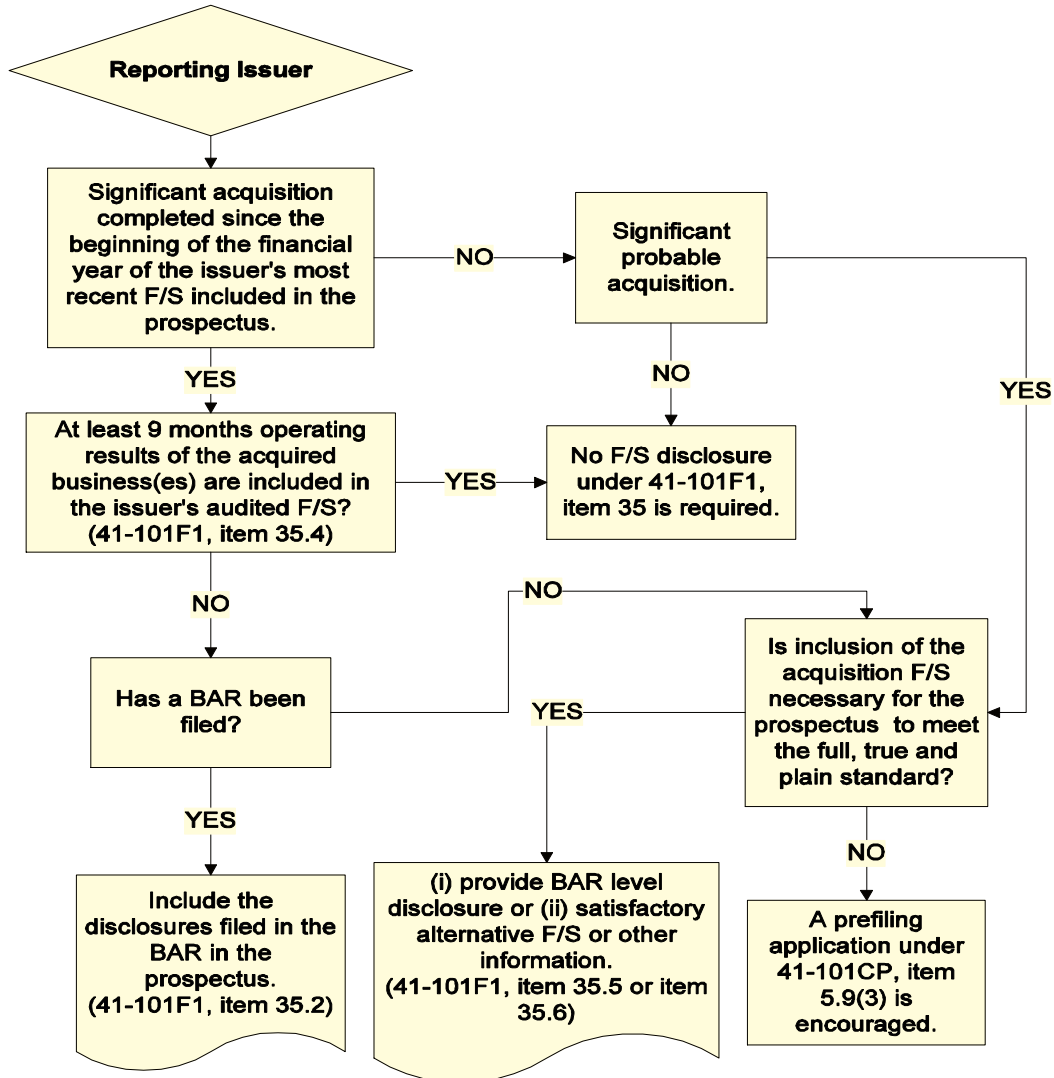 Reporting Issuer
Significant acquisition
completed since the
beginning of the financial
year of the issuer's most
recent F/S included in the
prospectus.
NO
Significant
probable
acquisition.
YES
NO
YES
At least 9 months operating
results of the acquired
business(es) are included in
the issuer's audited F/S?
(41-101F1, item 35.4)
YES
No F/S disclosure
under 41-101F1,
item 35 is required.
NO
NO
Has a BAR been
filed?
Is inclusion of the
acquisition F/S
necessary for the
prospectus to meet
the full, true and
plain standard?
YES
YES
NO
Include the
disclosures filed in the
BAR in the
prospectus.
(41-101F1, item 35.2)
(i) provide BAR level
disclosure or (ii) satisfactory
alternative F/S or other
information.
(41-101F1, item 35.5 or item
35.6)
A prefiling
application under
41-101CP, item
5.9(3) is
encouraged.